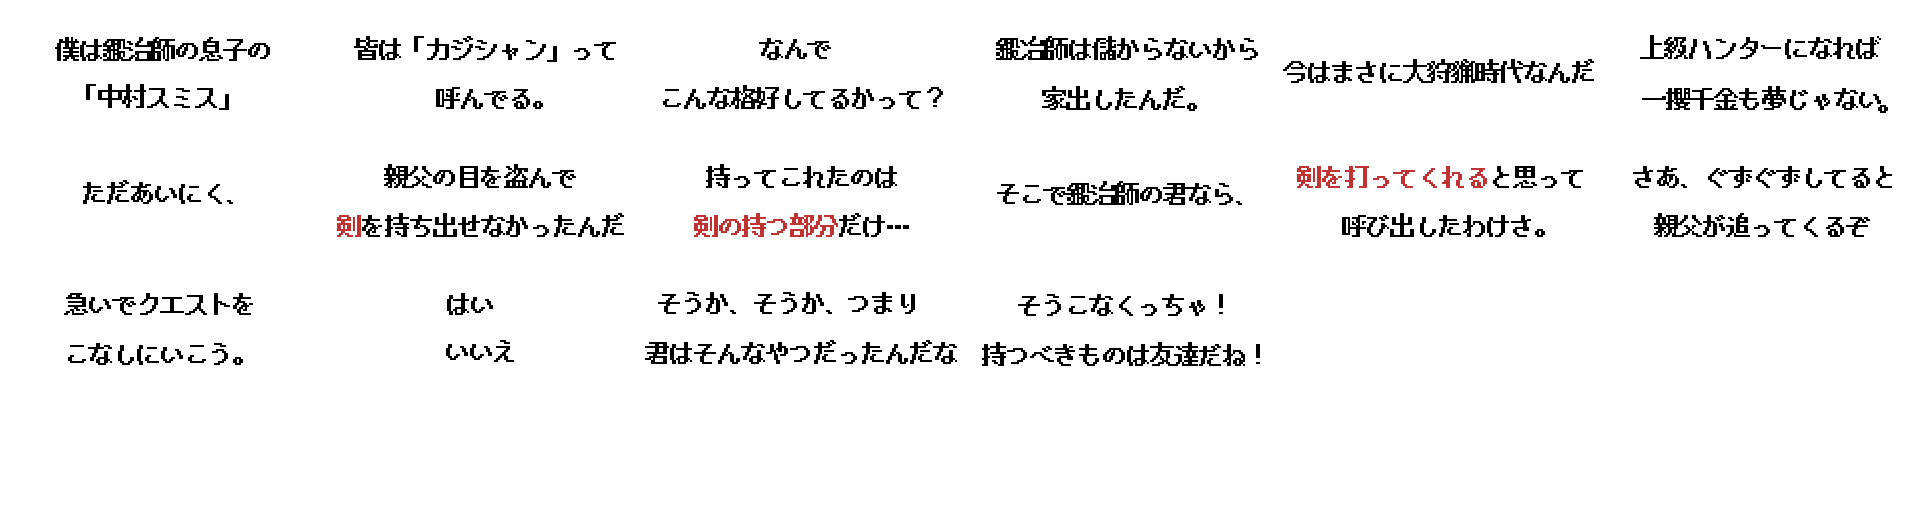 僕は鍛冶師の息子の
「中村スミス」
皆は「カジシャン」って
呼んでる。
なんで
こんな格好してるかって？
鍛冶師は儲からないから
家出したんだ。
今はまさに大狩猟時代なんだ
上級ハンターになれば
一攫千金も夢じゃない。
ただあいにく、
親父の目を盗んで
剣を持ち出せなかったんだ
持ってこれたのは
剣の持つ部分だけ…
そこで鍛冶師の君なら、
剣を打ってくれると思って
呼び出したわけさ。
さあ、ぐずぐずしてると
親父が追ってくるぞ
急いでクエストを
こなしにいこう。
はい
いいえ
そうか、そうか、つまり
君はそんなやつだったんだな
そうこなくっちゃ！
持つべきものは友達だね！